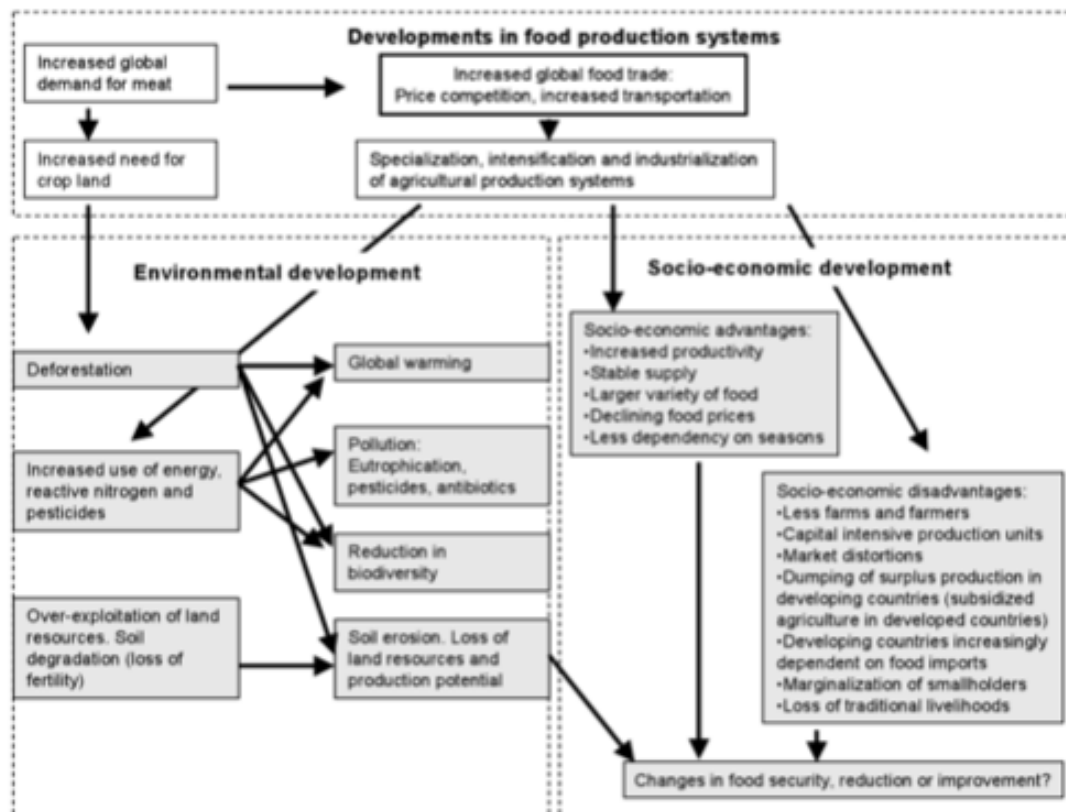 Developments in food production systems
Increased global
demand for meat
Increased global food trade:
Price competition, increased transportation
Increased need for
crop land
Specialization, intensification and industrialization
of agricultural production systems
Environmental development
Deforestation
Global warming
Increased use of energy,
reactive nitrogen and
pesticides
Pollution:
Eutrophication,
pesticides, antibiotics
Reduction in
biodiversity
Over-exploitation of land
resources. Soil
degradation (loss of
fertility)
Soil erosion. Loss of
land resources and
production potential
Socio-economic development
Socio-economic advantages:
•Increased productivity
•Stable supply
•Larger variety of food
•Declining food prices
•Less dependency on seasons
Socio-economic disadvantages:
•Less farms and farmers
•Capital intensive production units
•Market distortions
•Dumping of surplus production in
developing countries (subsidized
agriculture in developed countries)
•Developing countries increasingly
dependent on food imports
•Marginalization of smallholders
•Loss of traditional livelihoods
Changes in food security, reduction or improvement?